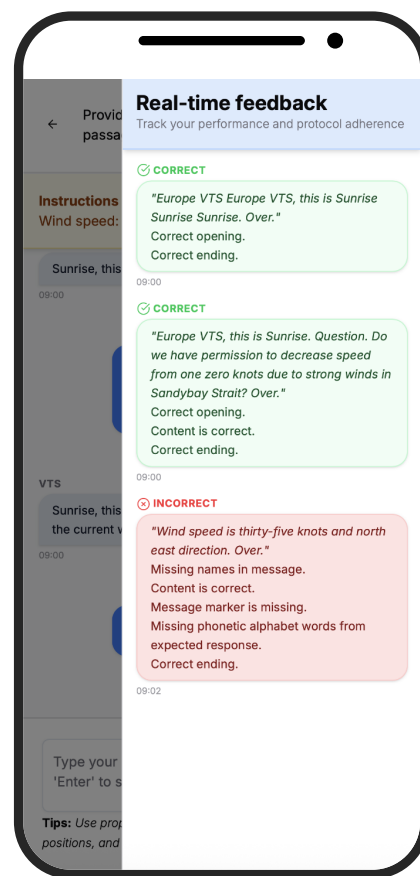 Provid
passa
Instructions
Wind speed:
Sunrise, this
09:00
VTS
Sunrise, this
the current w
09:00
Type your
'Enter' to s
Tips: Use prop
positions, and
Real-time feedback
Track your performance and protocol adherence
CORRECT
"Europe VTS Europe VTS, this is Sunrise
Sunrise Sunrise. Over."
Correct opening.
Correct ending.
09:00
CORRECT
"Europe VTS, this is Sunrise. Question. Do
we have permission to decrease speed
from one zero knots due to strong winds in
Sandybay Strait? Over."
Correct opening.
Content is correct.
Correct ending.
09:00
INCORRECT
"Wind speed is thirty-five knots and north
east direction. Over."
Missing names in message.
Content is correct.
Message marker is missing.
Missing phonetic alphabet words from
expected response.
Correct ending.
09:02